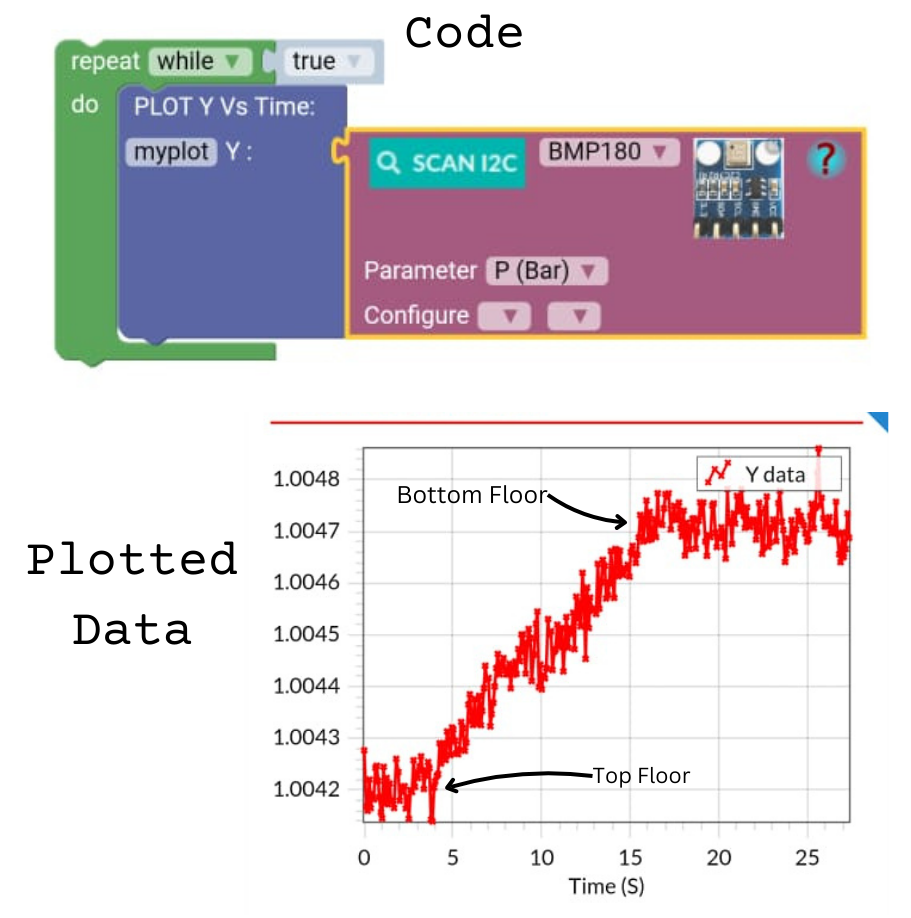 Code
repeat while ▼ true ▼
do PLOT Y Vs Time:
myplot Y :
SCAN I2C BMP180 ▼ ?
Parameter P (Bar) ▼
Configure ▼ ▼
Plotted
Data
Y data
Bottom Floor
Top Floor
1.0048
1.0047
1.0046
1.0045
1.0044
1.0043
1.0042
0 5 10 15 20 25
Time (S)